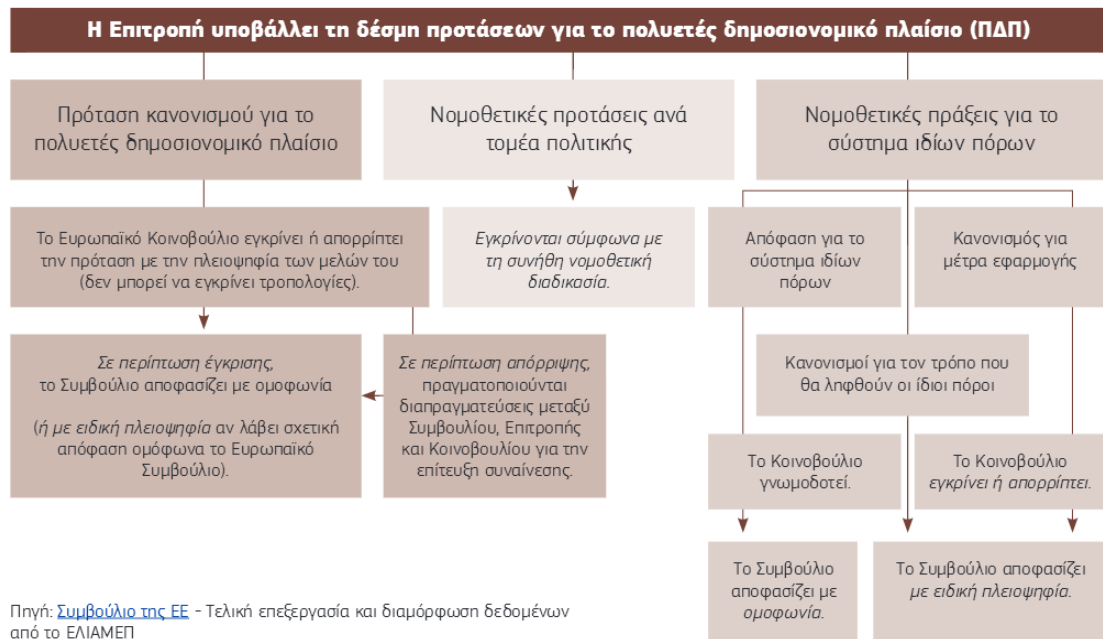 Η Επιτροπή υποβάλλει τη δέσμη προτάσεων για το πολυετές δημοσιονομικό πλαίσιο (ΠΔΠ)
Πρόταση κανονισμού για το
πολυετές δημοσιονομικό πλαίσιο
Νομοθετικές προτάσεις ανά
τομέα πολιτικής
Νομοθετικές πράξεις για το
σύστημα ιδίων πόρων
Το Ευρωπαϊκό Κοινοβούλιο εγκρίνει ή απορρίπτει
την πρόταση με την πλειοψηφία των μελών του
(δεν μπορεί να εγκρίνει τροπολογίες).
Εγκρίνονται σύμφωνα με
τη συνήθη νομοθετική
διαδικασία.
Απόφαση για το
σύστημα ιδίων
πόρων
Κανονισμός για
μέτρα εφαρμογής
Σε περίπτωση έγκρισης,
το Συμβούλιο αποφασίζει με ομοφωνία
(ή με ειδική πλειοψηφία αν λάβει σχετική
απόφαση ομόφωνα το Ευρωπαϊκό
Συμβούλιο).
Σε περίπτωση απόρριψης,
πραγματοποιούνται
διαπραγματεύσεις μεταξύ
Συμβουλίου, Επιτροπής
και Κοινοβουλίου για την
επίτευξη συναίνεσης.
Κανονισμοί για τον τρόπο που
θα ληφθούν οι ίδιοι πόροι
Το Κοινοβούλιο
γνωμοδοτεί.
Το Κοινοβούλιο
εγκρίνει ή απορρίπτει.
Το Συμβούλιο
αποφασίζει με
ομοφωνία.
Το Συμβούλιο αποφασίζει
με ειδική πλειοψηφία.
Πηγή: Συμβούλιο της ΕΕ - Τελική επεξεργασία και διαμόρφωση δεδομένων
από το ΕΛΙΑΜΕΠ